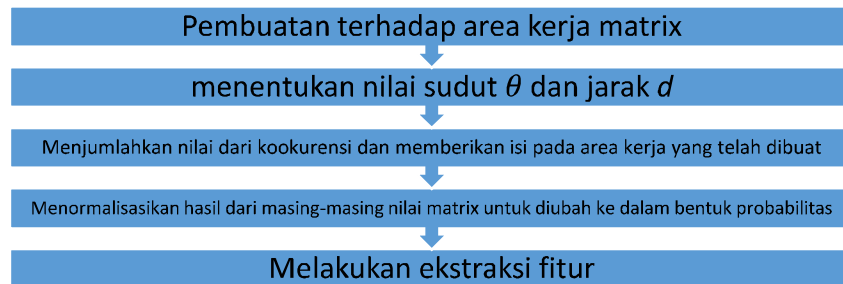 Pembuatan terhadap area kerja matrix
menentukan nilai sudut θ dan jarak d
Menjumlahkan nilai dari kookurensi dan memberikan isi pada area kerja yang telah dibuat
Menormalisasikan hasil dari masing-masing nilai matrix untuk diubah ke dalam bentuk probabilitas
Melakukan ekstraksi fitur